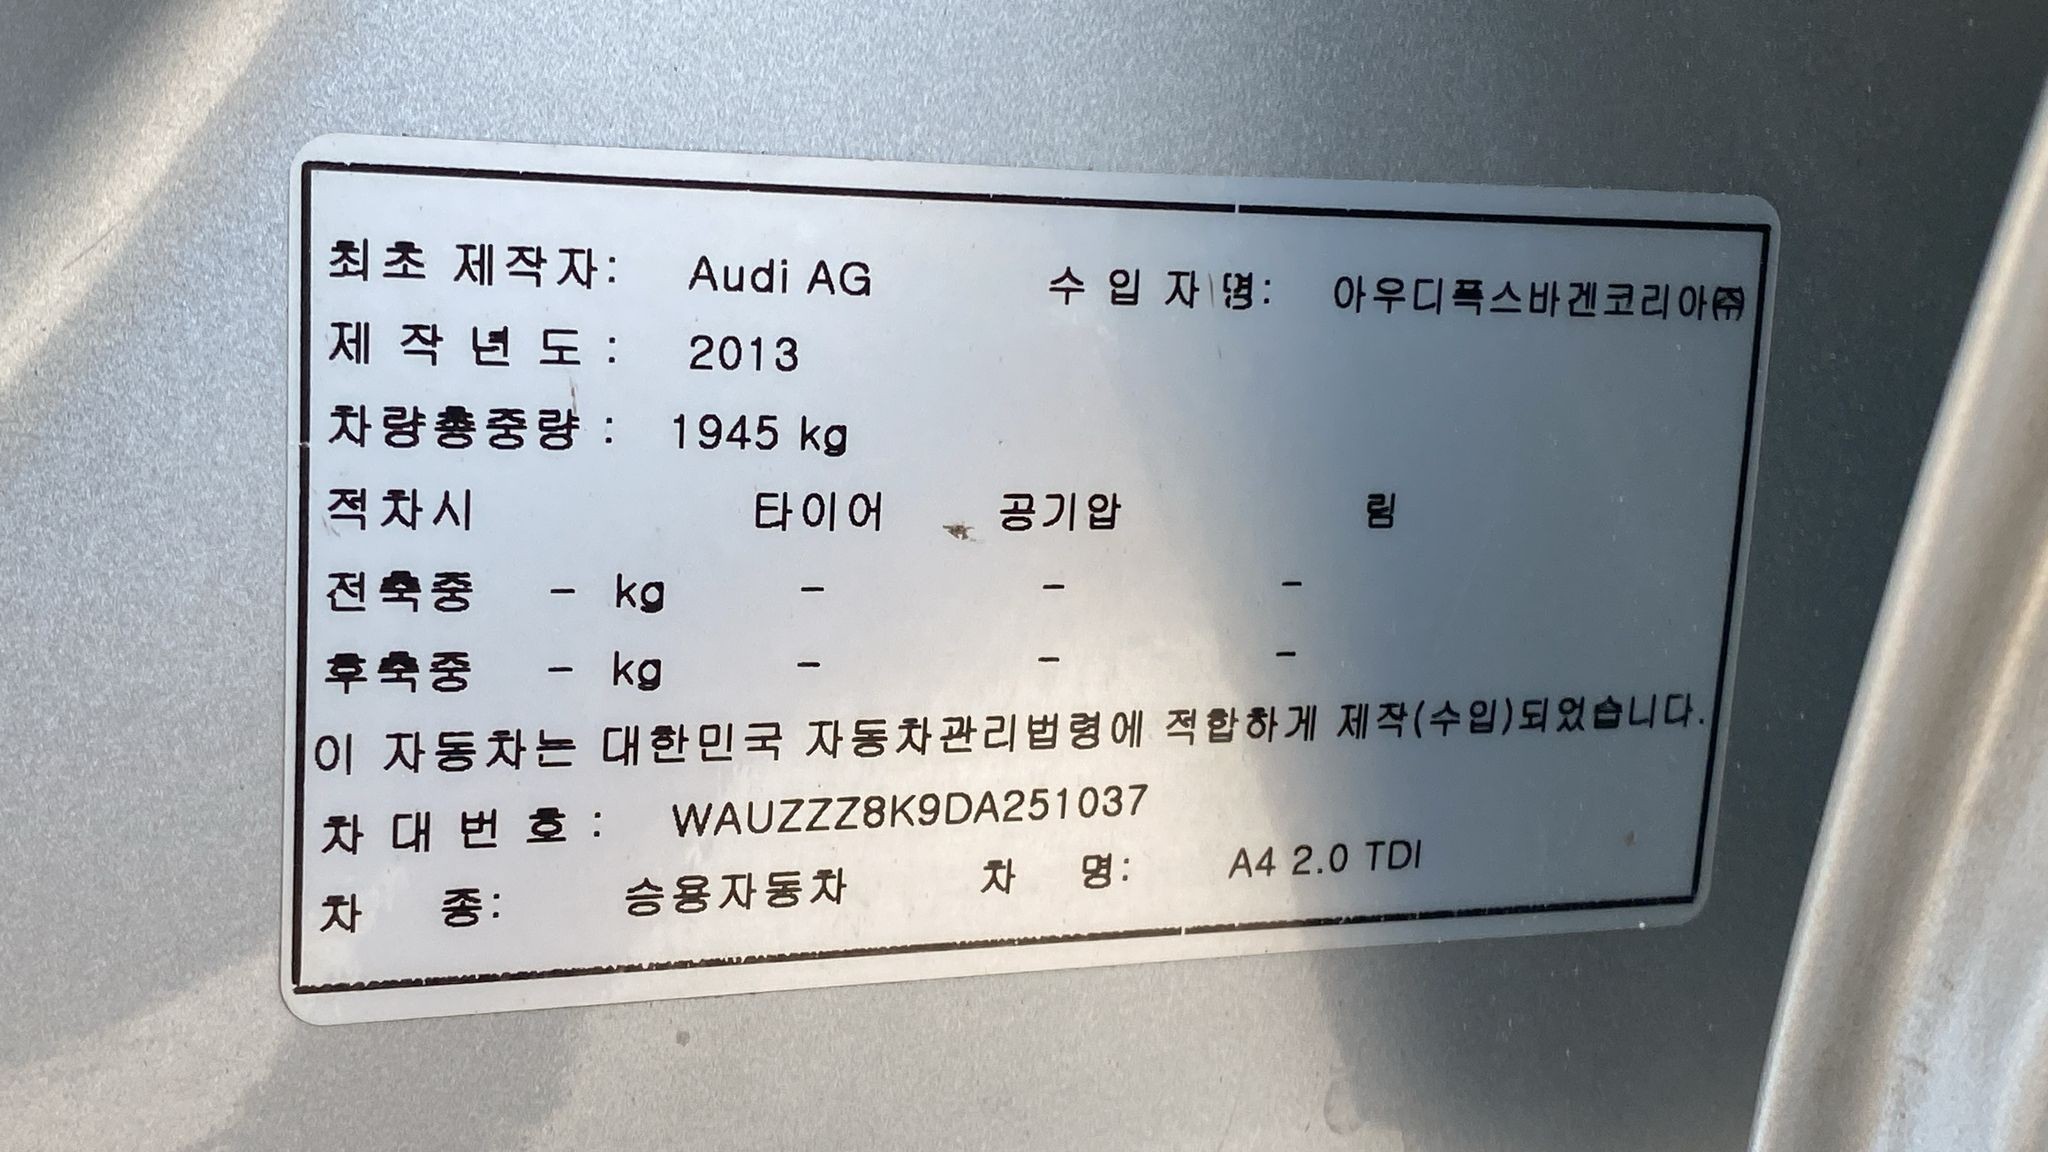 최초 제작자: Audi AG 수 입 자 명: 아우디폭스바겐코리아㈜
제 작 년 도 : 2013
차량총중량 : 1945 kg
적차시 타이어 공기압 림
전축중 - kg - - -
후축중 - kg - - -
이 자동차는 대한민국 자동차관리법령에 적합하게 제작(수입)되었습니다.
차 대 번 호 : WAUZZZ8K9DA251037
차 종: 승용자동차 차 명: A4 2.0 TDI